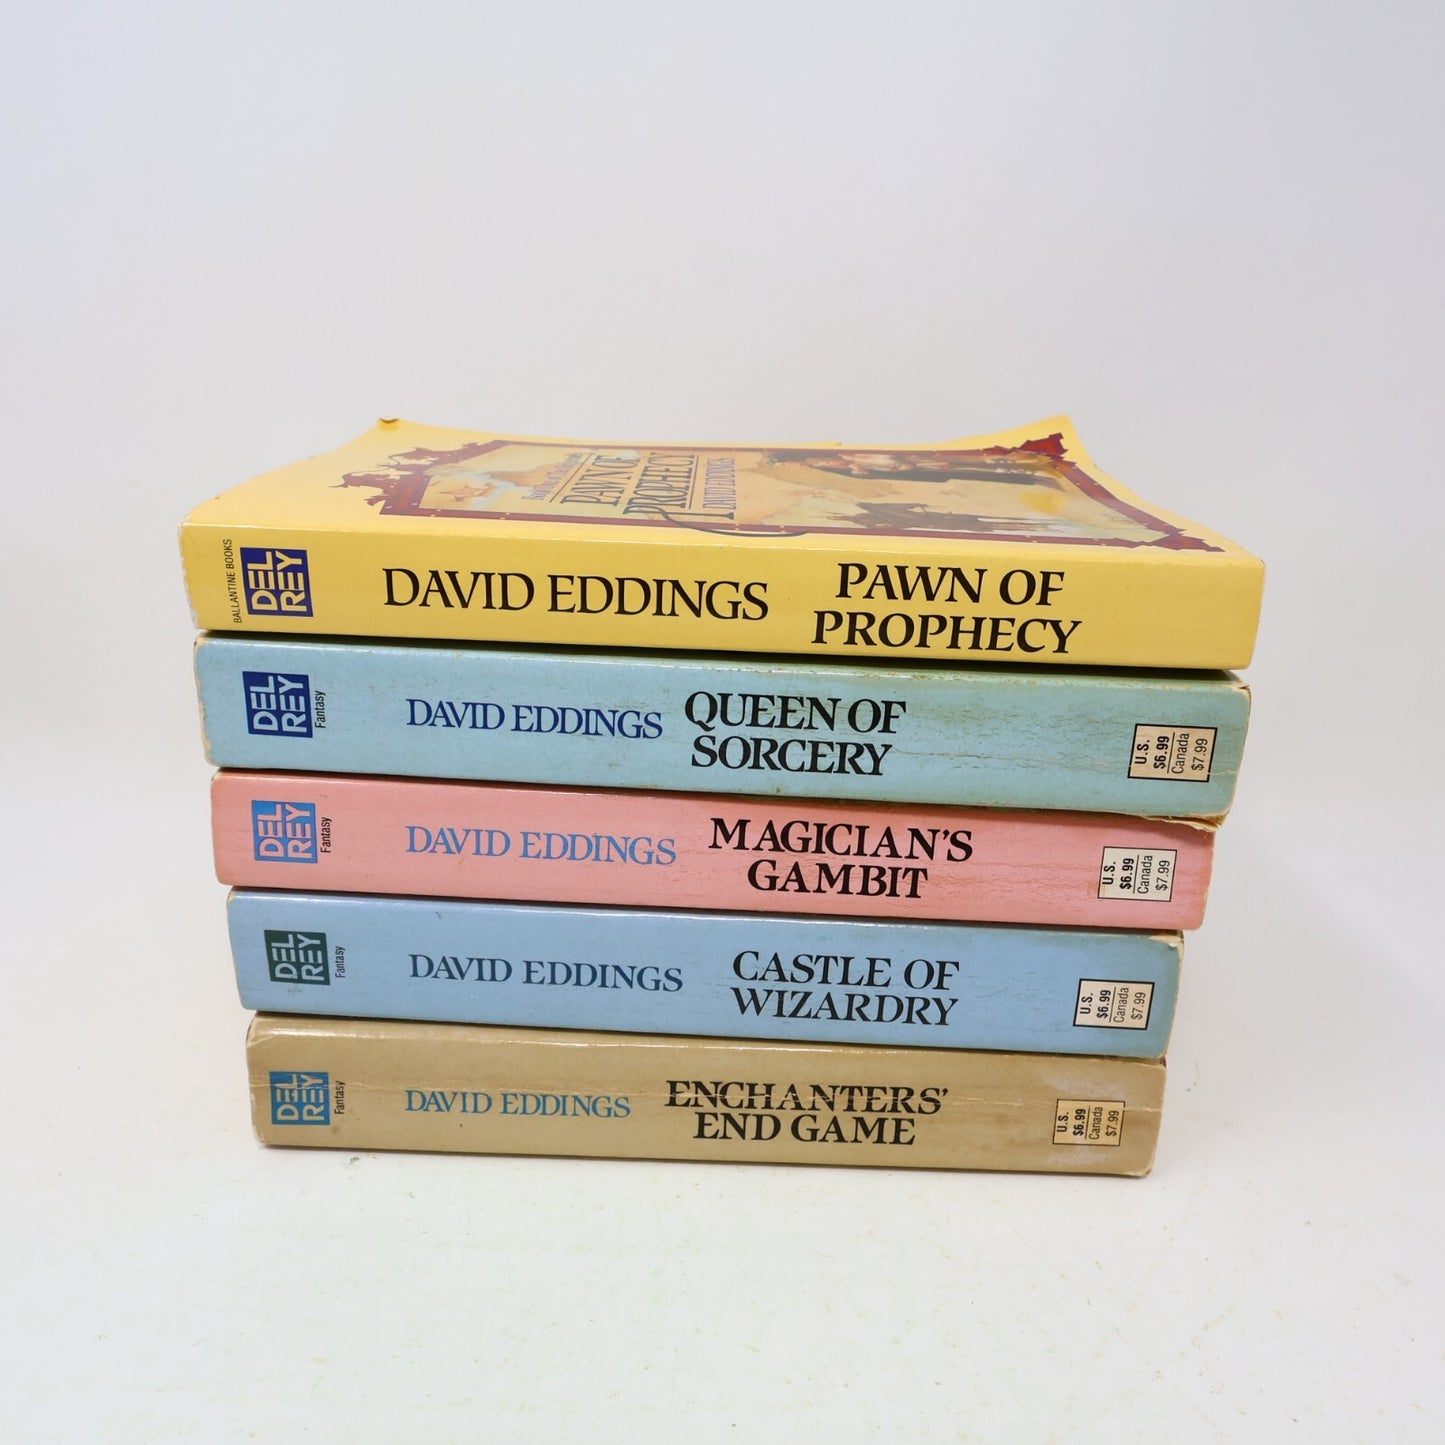 PAWN OF
PROPHECY
DAVID EDDINGS
BALLANTINE BOOKS
DEL
REY
DAVID EDDINGS
PAWN OF
PROPHECY
DEL
REY
Fantasy
DAVID EDDINGS
QUEEN OF
SORCERY
U.S.
$6.99
Canada
$7.99
DEL
REY
Fantasy
DAVID EDDINGS
MAGICIAN'S
GAMBIT
U.S.
$6.99
Canada
$7.99
DEL
REY
Fantasy
DAVID EDDINGS
CASTLE OF
WIZARDRY
U.S.
$6.99
Canada
$7.99
DEL
REY
Fantasy
DAVID EDDINGS
ENCHANTERS'
END GAME
U.S.
$6.99
Canada
$7.99